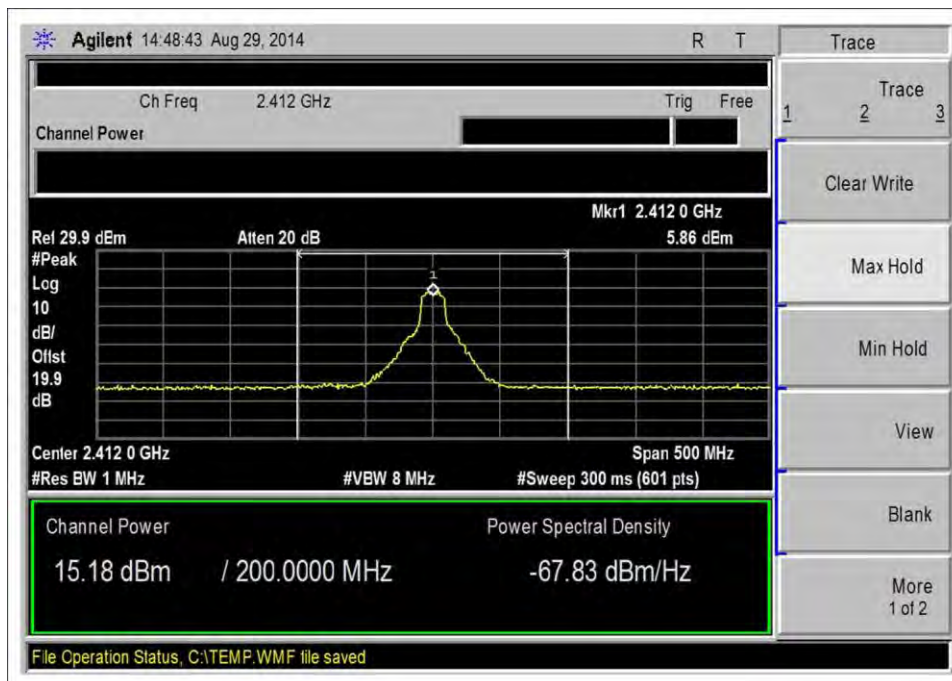 Agilent 14:48:43 Aug 29, 2014
R T
Trace
Ch Freq 2.412 GHz
Trig Free
Channel Power
Mkr1 2.412 0 GHz
Ref 29.9 dBm
Atten 20 dB
5.86 dBm
#Peak
Log
10
dB/
Offst
19.9
dB
1
Center 2.412 0 GHz
Span 500 MHz
#Res BW 1 MHz
#VBW 8 MHz
#Sweep 300 ms (601 pts)
Channel Power
Power Spectral Density
15.18 dBm / 200.0000 MHz
-67.83 dBm/Hz
File Operation Status, C:\TEMP.WMF file saved
Trace
1 2 3
Clear Write
Max Hold
Min Hold
View
Blank
More
1 of 2